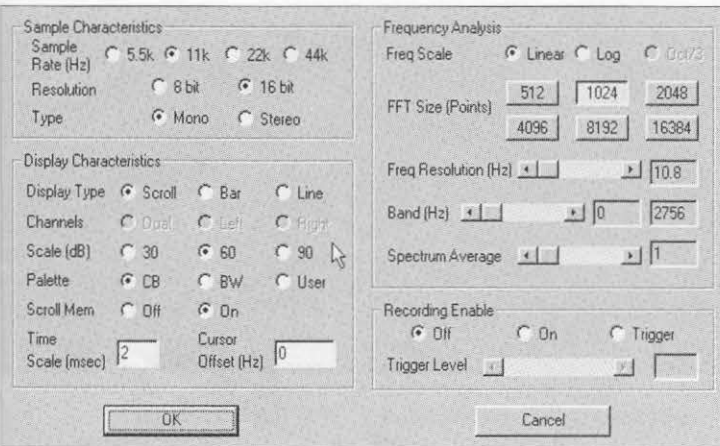 Sample Characteristics
Sample Rate (Hz) 5.5k 11k 22k 44k
Resolution 8 bit 16 bit
Type Mono Stereo
Display Characteristics
Display Type Scroll Bar Line
Channels Dual Left Right
Scale (dB) 30 60 90
Palette CB BW User
Scroll Mem Off On
Time Scale (msec) 2 Cursor Offset (Hz) 0
OK
Frequency Analysis
Freq Scale Linear Log Oct/3
FFT Size (Points)
512 1024 2048
4096 8192 16384
Freq Resolution (Hz) 10.8
Band (Hz) 0 2756
Spectrum Average 1
Recording Enable
Off On Trigger
Trigger Level
Cancel